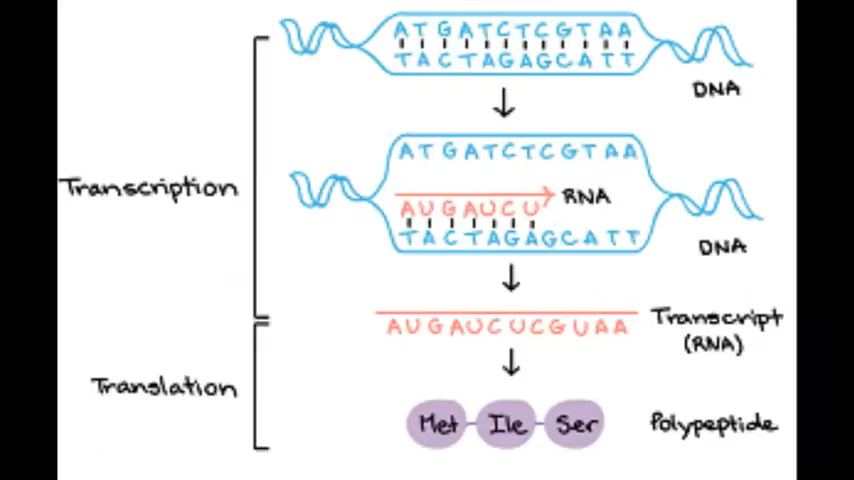 ATGATCTCGTAA
TACTAGAGCATT
DNA
ATGATCTCGTAA
Transcription
RNA
AUGAUCU
TACTAGAGCATT
DNA
AUGAUCUCGUAA
Transcript
(RNA)
Translation
Met Ile Ser
Polypeptide